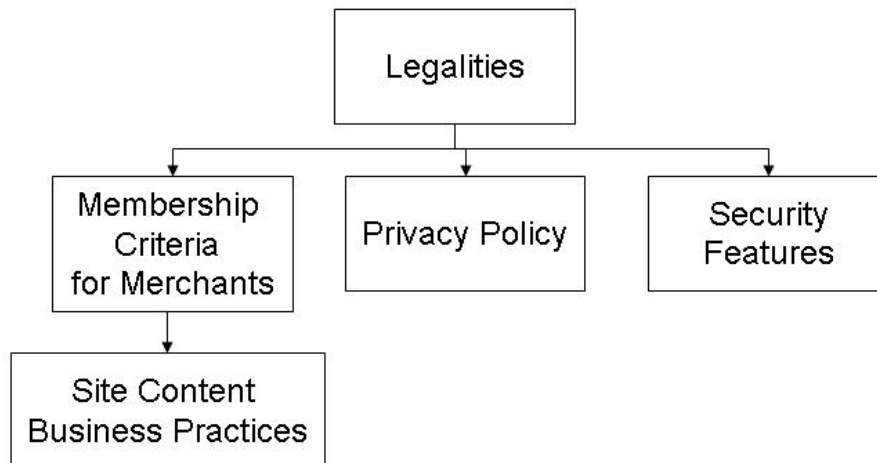 Legalities
Membership
Criteria
for Merchants
Privacy Policy
Security
Features
Site Content
Business Practices